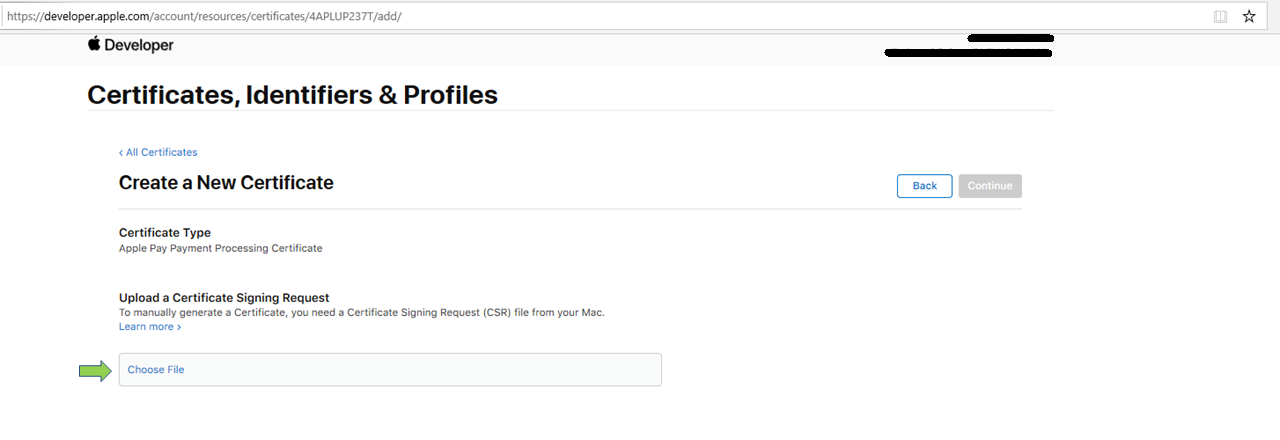 https://developer.apple.com/account/resources/certificates/4APLUP237T/add/
Developer
Certificates, Identifiers & Profiles
‹ All Certificates
Create a New Certificate
Back
Continue
Certificate Type
Apple Pay Payment Processing Certificate
Upload a Certificate Signing Request
To manually generate a Certificate, you need a Certificate Signing Request (CSR) file from your Mac.
Learn more ›
Choose File